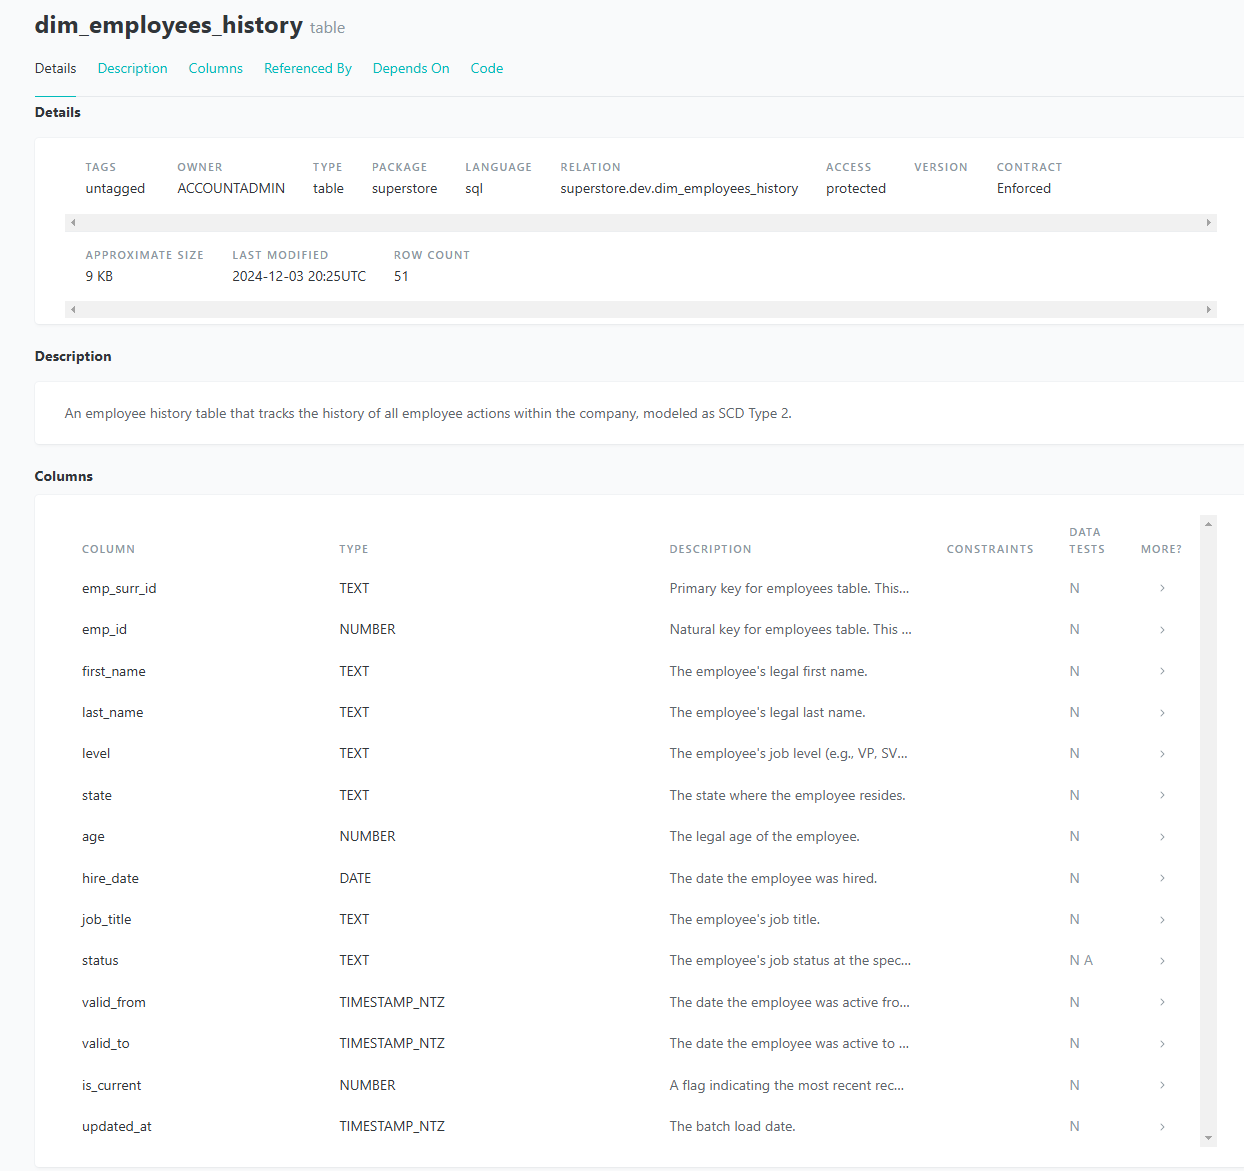 dim_employees_history table
Details Description Columns Referenced By Depends On Code
Details
TAGS OWNER TYPE PACKAGE LANGUAGE RELATION ACCESS VERSION CONTRACT
untagged ACCOUNTADMIN table superstore sql superstore.dev.dim_employees_history protected Enforced
APPROXIMATE SIZE LAST MODIFIED ROW COUNT
9 KB 2024-12-03 20:25UTC 51
Description
An employee history table that tracks the history of all employee actions within the company, modeled as SCD Type 2.
Columns
COLUMN TYPE DESCRIPTION CONSTRAINTS DATA TESTS MORE?
emp_surr_id TEXT Primary key for employees table. This... N
emp_id NUMBER Natural key for employees table. This ... N
first_name TEXT The employee's legal first name. N
last_name TEXT The employee's legal last name. N
level TEXT The employee's job level (e.g., VP, SV... N
state TEXT The state where the employee resides. N
age NUMBER The legal age of the employee. N
hire_date DATE The date the employee was hired. N
job_title TEXT The employee's job title. N
status TEXT The employee's job status at the spec... N A
valid_from TIMESTAMP_NTZ The date the employee was active fro... N
valid_to TIMESTAMP_NTZ The date the employee was active to ... N
is_current NUMBER A flag indicating the most recent rec... N
updated_at TIMESTAMP_NTZ The batch load date. N